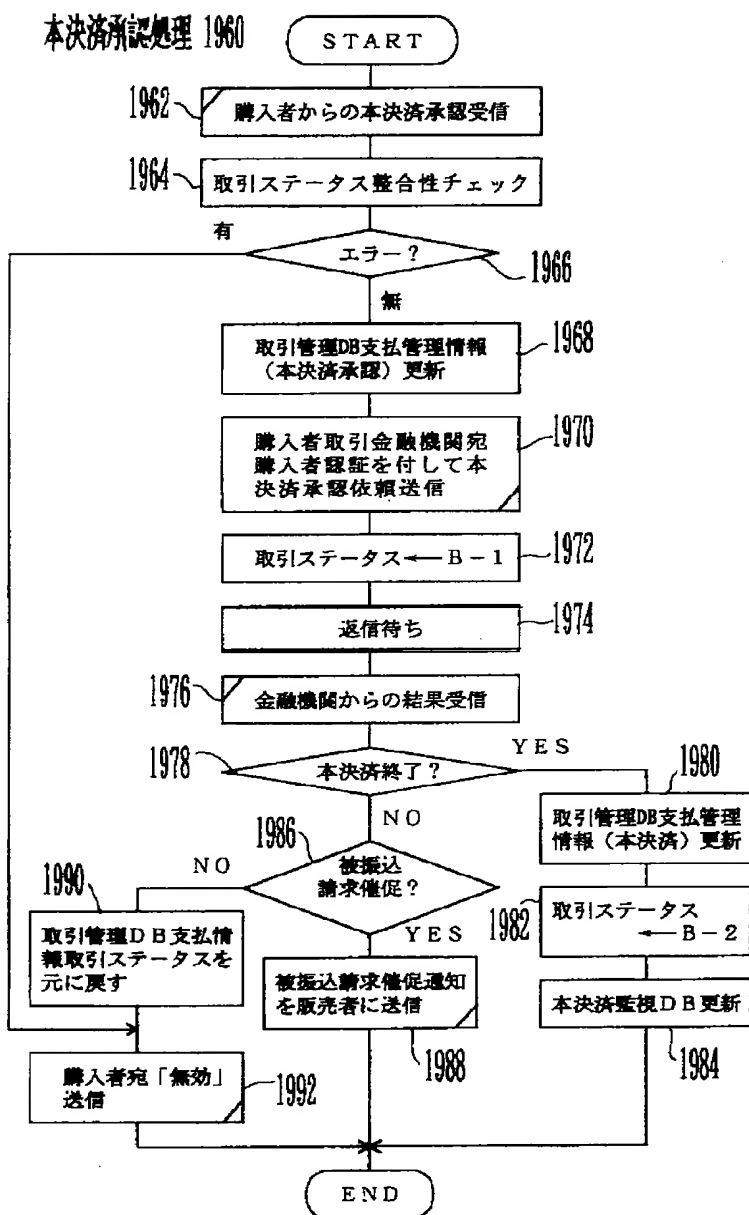 本決済承認処理 1960
START
1962
購入者からの本決済承認受信
1964
取引ステータス整合性チェック
有
エラー？
1966
無
取引管理DB支払管理情報
（本決済承認）更新
1968
購入者取引金融機関宛
購入者認証を付して本
決済承認依頼送信
1970
取引ステータス←B－1
1972
返信待ち
1974
1976
金融機関からの結果受信
1978
本決済終了？
YES
NO
1980
取引管理DB支払管理
情報（本決済）更新
1986
被振込
請求催促？
NO
YES
1982
取引ステータス
←B－2
1990
取引管理DB支払情
報取引ステータスを
元に戻す
被振込請求催促通知
を販売者に送信
1988
本決済監視DB更新
1984
購入者宛「無効」
送信
1992
END